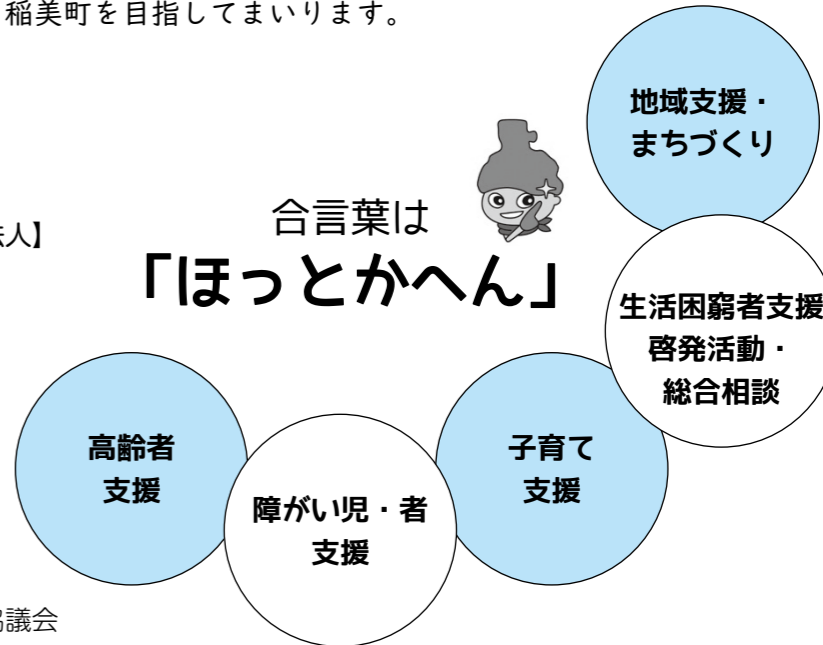 稲美町を目指してまいります。
地域支援・
まちづくり
法人】
合言葉は
「ほっとかへん」
生活困窮者支援
啓発活動・
総合相談
高齢者
支援
障がい児・者
支援
子育て
支援
協議会